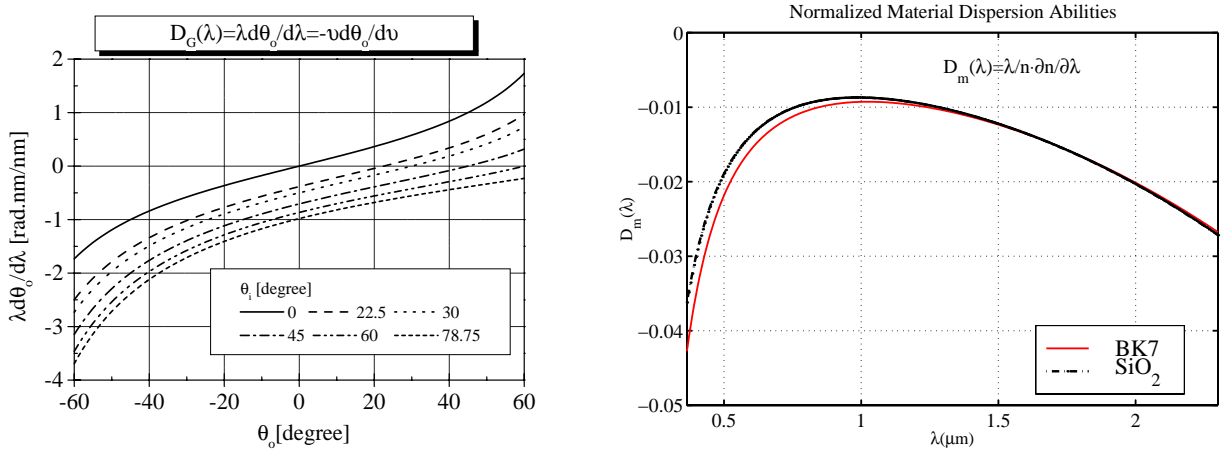 D_G(λ)=λdθ_o/dλ=-υdθ_o/dυ
2
1
0
-1
-2
-3
-4
λdθ_o/dλ [rad.nm/nm]
θ_i [degree]
0 22.5 30
45 60 78.75
-60 -40 -20 0 20 40 60
θ_o[degree]
Normalized Material Dispersion Abilities
0
−0.01
−0.02
−0.03
−0.04
−0.05
D_m(λ)
D_m(λ)=λ/n·∂n/∂λ
BK7
SiO_2
0.5 1 1.5 2
λ(μm)